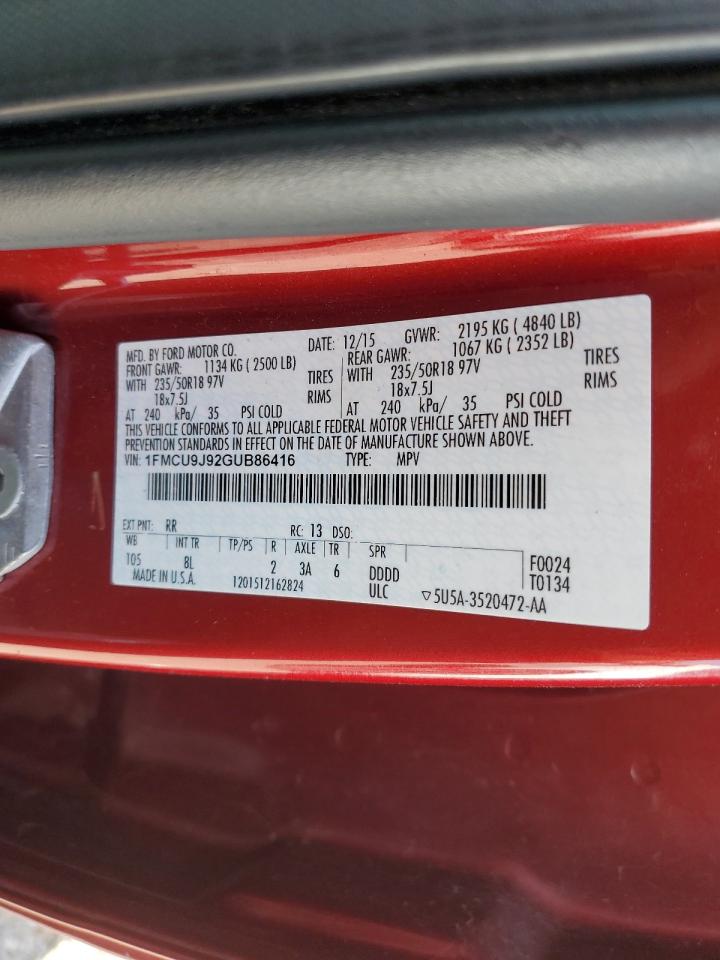 MFD. BY FORD MOTOR CO. DATE: 12/15 GVWR: 2195 KG ( 4840 LB)
FRONT GAWR: 1134 KG ( 2500 LB) REAR GAWR: 1067 KG ( 2352 LB)
WITH 235/50R18 97V TIRES WITH 235/50R18 97V TIRES
18x7.5J RIMS 18x7.5J RIMS
AT 240 kPa/ 35 PSI COLD AT 240 kPa/ 35 PSI COLD
THIS VEHICLE CONFORMS TO ALL APPLICABLE FEDERAL MOTOR VEHICLE SAFETY AND THEFT
PREVENTION STANDARDS IN EFFECT ON THE DATE OF MANUFACTURE SHOWN ABOVE.
VIN: 1FMCU9J92GUB86416 TYPE: MPV
EXT PNT: RR RC: 13 DSO:
WB INT TR TP/PS R AXLE TR SPR F0024
105 8L 2 3A 6 DDDD T0134
MADE IN U.S.A. 1201512162824 ULC ▽5U5A-3520472-AA